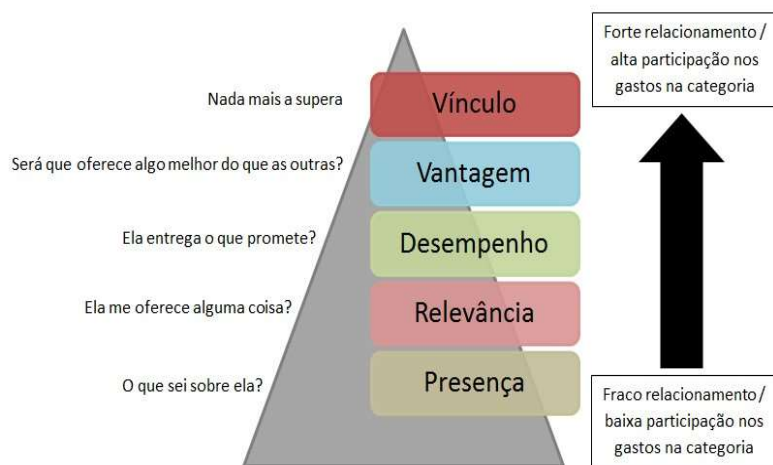 Forte relacionamento /
alta participação nos
gastos na categoria
Nada mais a supera
Vínculo
Será que oferece algo melhor do que as outras?
Vantagem
Ela entrega o que promete?
Desempenho
Ela me oferece alguma coisa?
Relevância
O que sei sobre ela?
Presença
Fraco relacionamento /
baixa participação nos
gastos na categoria